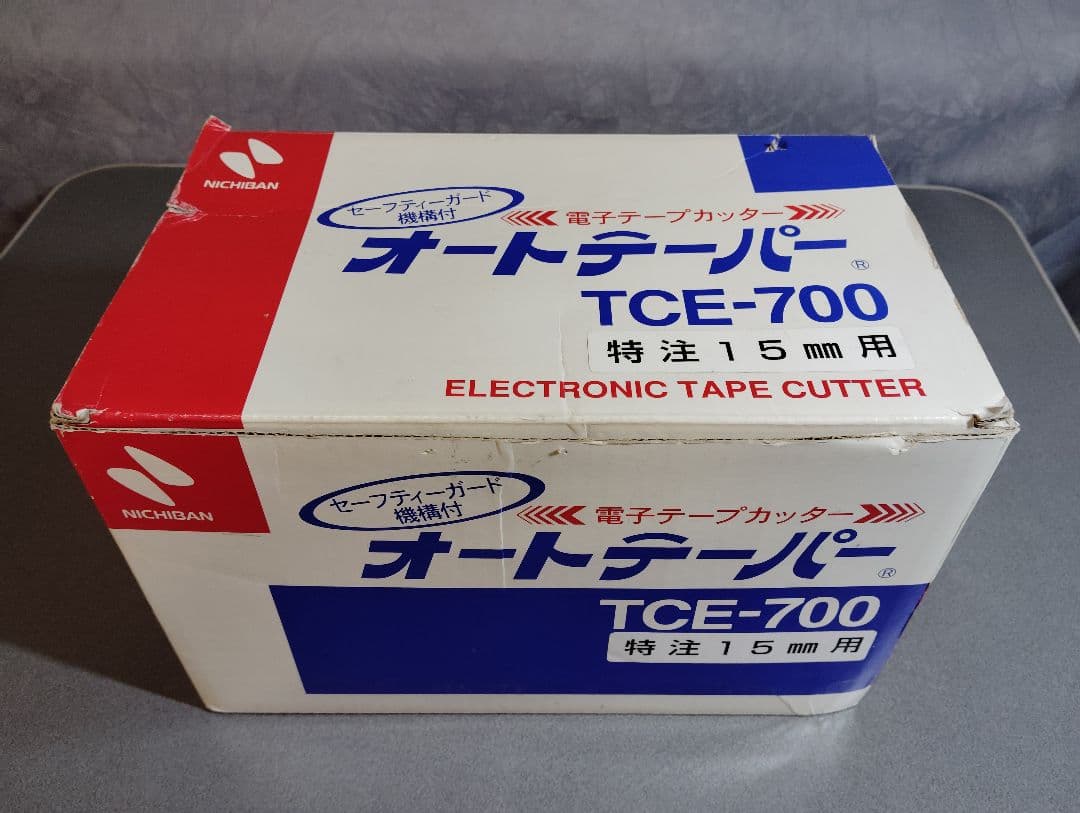 NICHIBAN
セーフティーガード
機構付
電子テープカッター
オートテーパー®
TCE-700
特注15㎜用
ELECTRONIC TAPE CUTTER
NICHIBAN
セーフティーガード
機構付
電子テープカッター
オートテーパー®
TCE-700
特注15㎜用